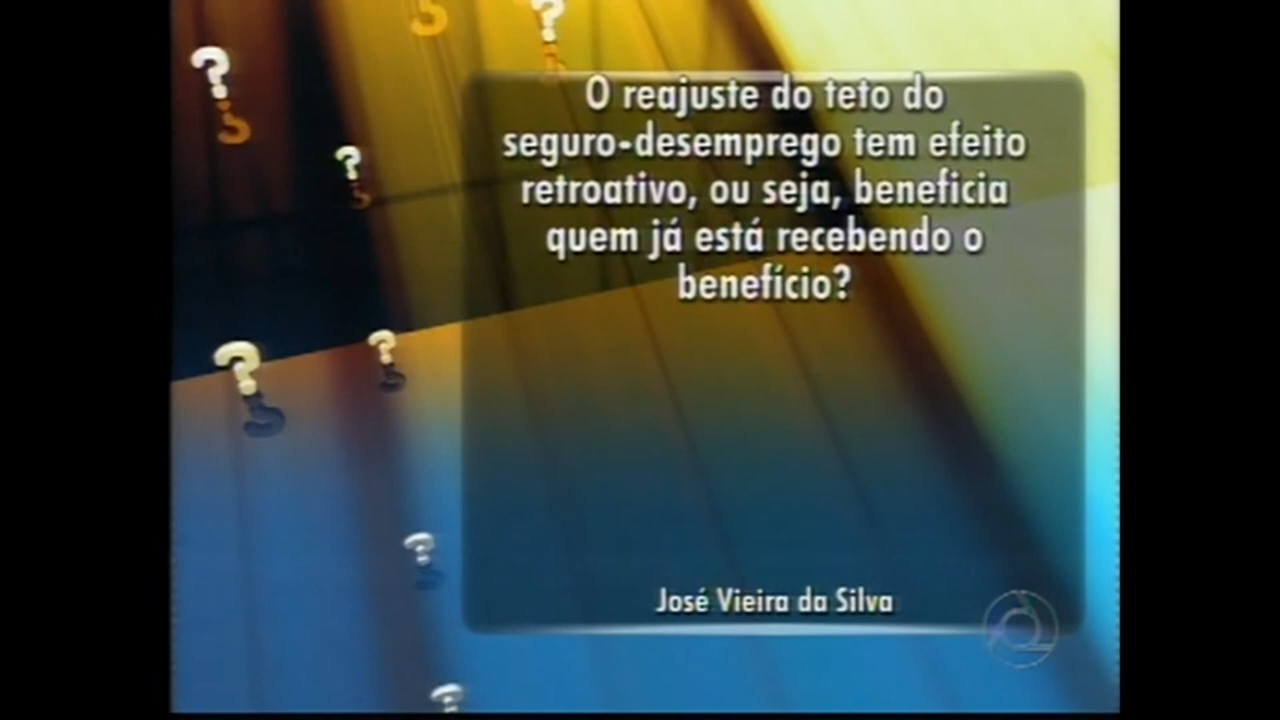 O reajuste do teto do
seguro-desemprego tem efeito
retroativo, ou seja, beneficia
quem já está recebendo o
benefício?
José Vieira da Silva